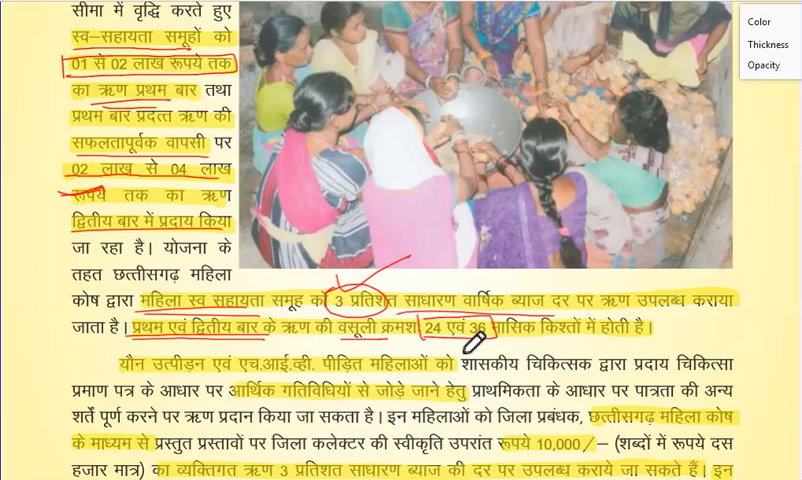 सीमा में वृद्धि करते हुए
स्व–सहायता समूहों को
01 से 02 लाख रूपये तक
का ऋण प्रथम बार तथा
प्रथम बार प्रदत्त ऋण की
सफलतापूर्वक वापसी पर
02 लाख से 04 लाख
रूपये तक का ऋण
द्वितीय बार में प्रदाय किया
जा रहा है। योजना के
तहत छत्तीसगढ़ महिला
कोष द्वारा महिला स्व सहायता समूह को 3 प्रतिशत साधारण वार्षिक ब्याज दर पर ऋण उपलब्ध कराया
जाता है। प्रथम एवं द्वितीय बार के ऋण की वसूली क्रमशः 24 एवं 36 मासिक किश्तों में होती है।
यौन उत्पीड़न एवं एच.आई.व्ही. पीड़ित महिलाओं को शासकीय चिकित्सक द्वारा प्रदाय चिकित्सा
प्रमाण पत्र के आधार पर आर्थिक गतिविधियों से जोड़े जाने हेतु प्राथमिकता के आधार पर पात्रता की अन्य
शर्तें पूर्ण करने पर ऋण प्रदान किया जा सकता है। इन महिलाओं को जिला प्रबंधक, छत्तीसगढ़ महिला कोष
के माध्यम से प्रस्तुत प्रस्तावों पर जिला कलेक्टर की स्वीकृति उपरांत रूपये 10,000/– (शब्दों में रूपये दस
हजार मात्र) का व्यक्तिगत ऋण 3 प्रतिशत साधारण ब्याज की दर पर उपलब्ध कराये जा सकते हैं। इन
Color
Thickness
Opacity